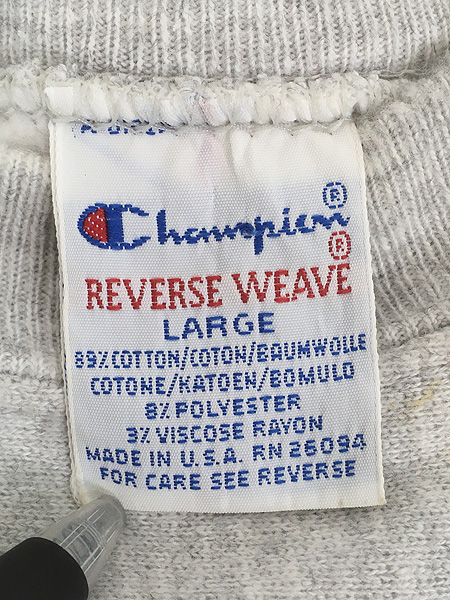 Champion®
REVERSE WEAVE®
LARGE
89% COTTON/COTON/BAUMWOLLE
COTONE/KATOEN/BOMULD
8% POLYESTER
3% VISCOSE RAYON
MADE IN U.S.A. RN 26094
FOR CARE SEE REVERSE